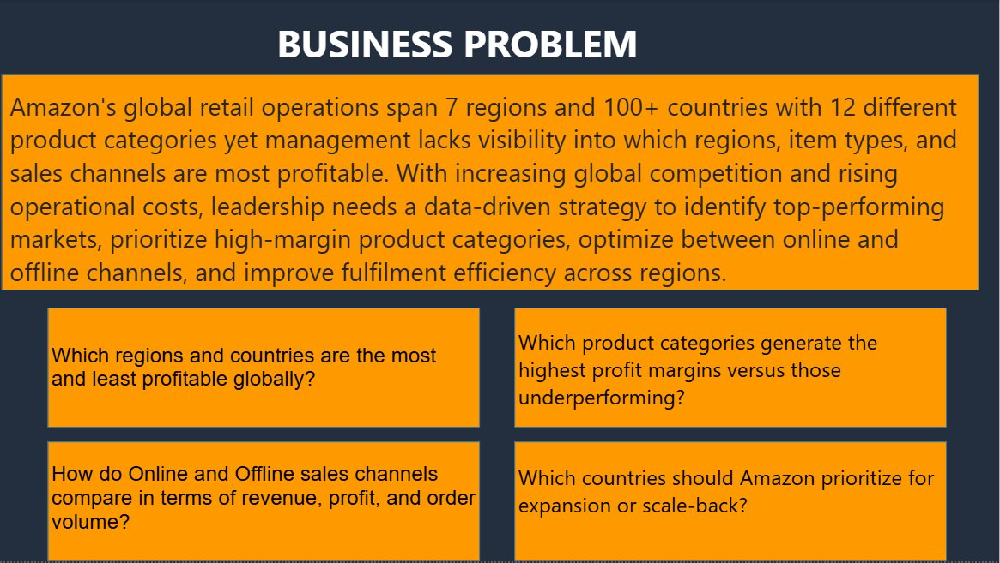 BUSINESS PROBLEM
Amazon's global retail operations span 7 regions and 100+ countries with 12 different
product categories yet management lacks visibility into which regions, item types, and
sales channels are most profitable. With increasing global competition and rising
operational costs, leadership needs a data-driven strategy to identify top-performing
markets, prioritize high-margin product categories, optimize between online and
offline channels, and improve fulfilment efficiency across regions.
Which regions and countries are the most
and least profitable globally?
Which product categories generate the
highest profit margins versus those
underperforming?
How do Online and Offline sales channels
compare in terms of revenue, profit, and order
volume?
Which countries should Amazon prioritize for
expansion or scale-back?